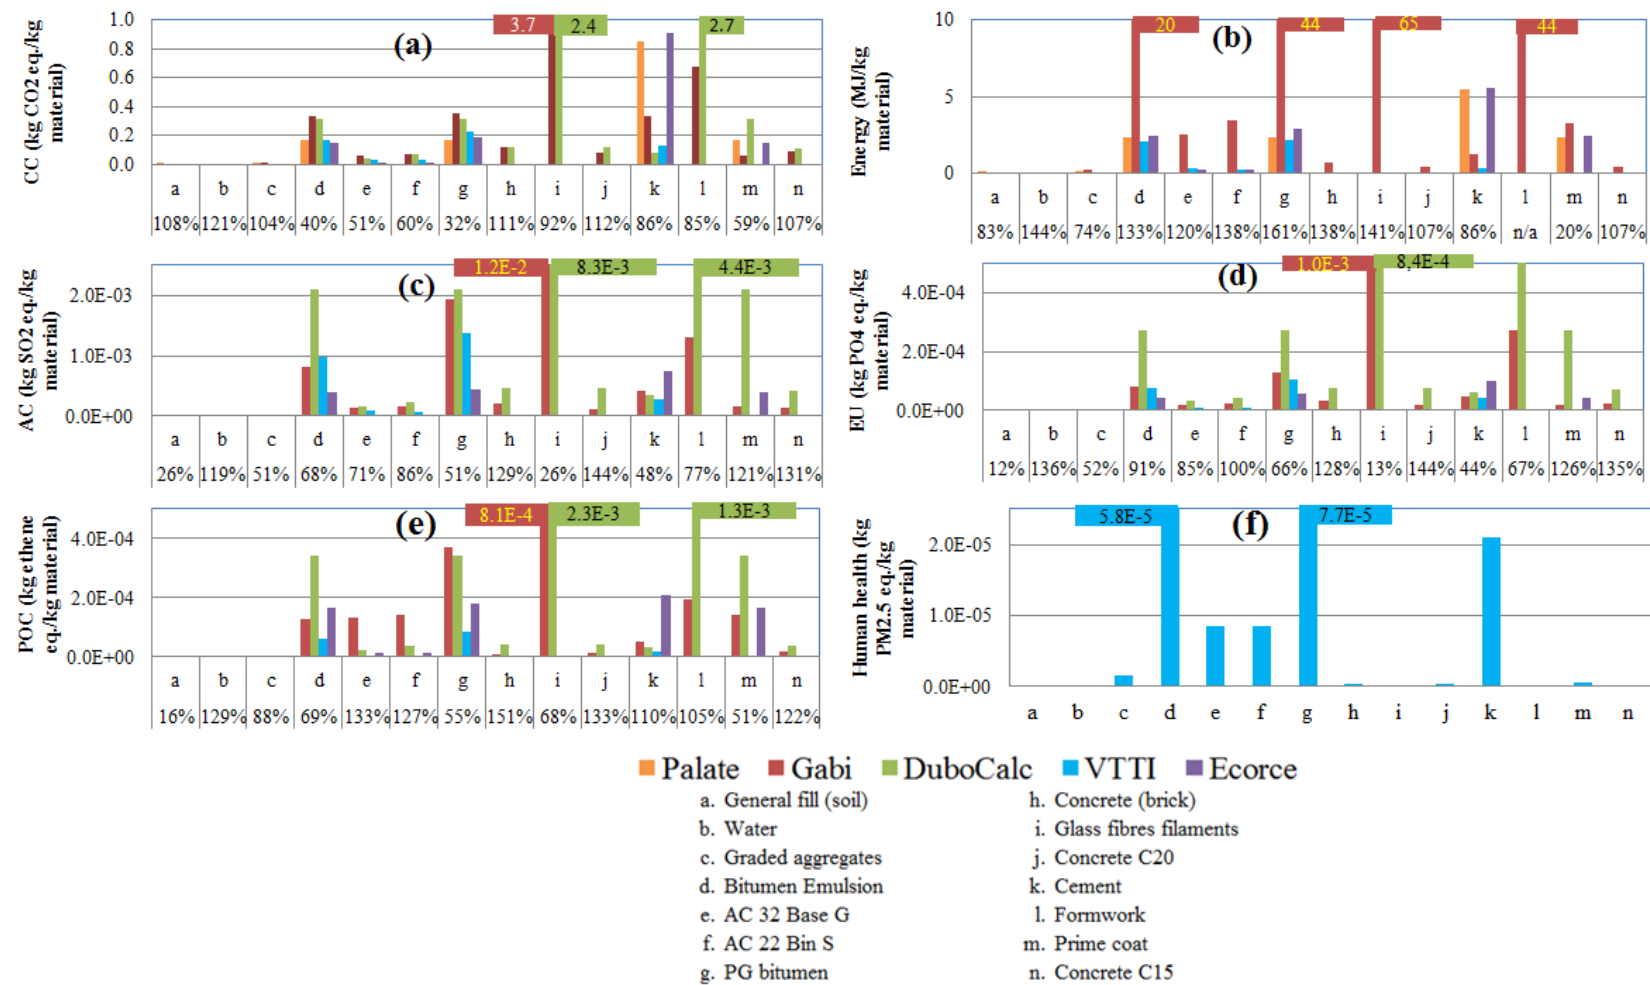 3.7 2.4 2.7
1.0
0.8
0.6
0.4
0.2
0.0
CC (kg CO2 eq./kg
material)
(a)
a b c d e f g h i j k l m n
108% 121% 104% 40% 51% 60% 32% 111% 92% 112% 86% 85% 59% 107%
20 44 65 44
10
5
0
Energy (MJ/kg
material)
(b)
a b c d e f g h i j k l m n
83% 144% 74% 133% 120% 138% 161% 138% 141% 107% 86% n/a 20% 107%
1.2E-2 8.3E-3 4.4E-3
2.0E-03
1.0E-03
0.0E+00
AC (kg SO2 eq./kg
material)
(c)
a b c d e f g h i j k l m n
26% 119% 51% 68% 71% 86% 51% 129% 26% 144% 48% 77% 121% 131%
1.0E-3 8,4E-4
4.0E-04
2.0E-04
0.0E+00
EU (kg PO4 eq./kg
material)
(d)
a b c d e f g h i j k l m n
12% 136% 52% 91% 85% 100% 66% 128% 13% 144% 44% 67% 126% 135%
8.1E-4 2.3E-3 1.3E-3
4.0E-04
2.0E-04
0.0E+00
POC (kg ethene
eq./kg material)
(e)
a b c d e f g h i j k l m n
16% 129% 88% 69% 133% 127% 55% 151% 68% 133% 110% 105% 51% 122%
5.8E-5 7.7E-5
2.0E-05
1.0E-05
0.0E+00
Human health (kg
PM2.5 eq./kg
material)
(f)
a b c d e f g h i j k l m n
Palate Gabi DuboCalc VTTI Ecorce
a. General fill (soil)
b. Water
c. Graded aggregates
d. Bitumen Emulsion
e. AC 32 Base G
f. AC 22 Bin S
g. PG bitumen
h. Concrete (brick)
i. Glass fibres filaments
j. Concrete C20
k. Cement
l. Formwork
m. Prime coat
n. Concrete C15